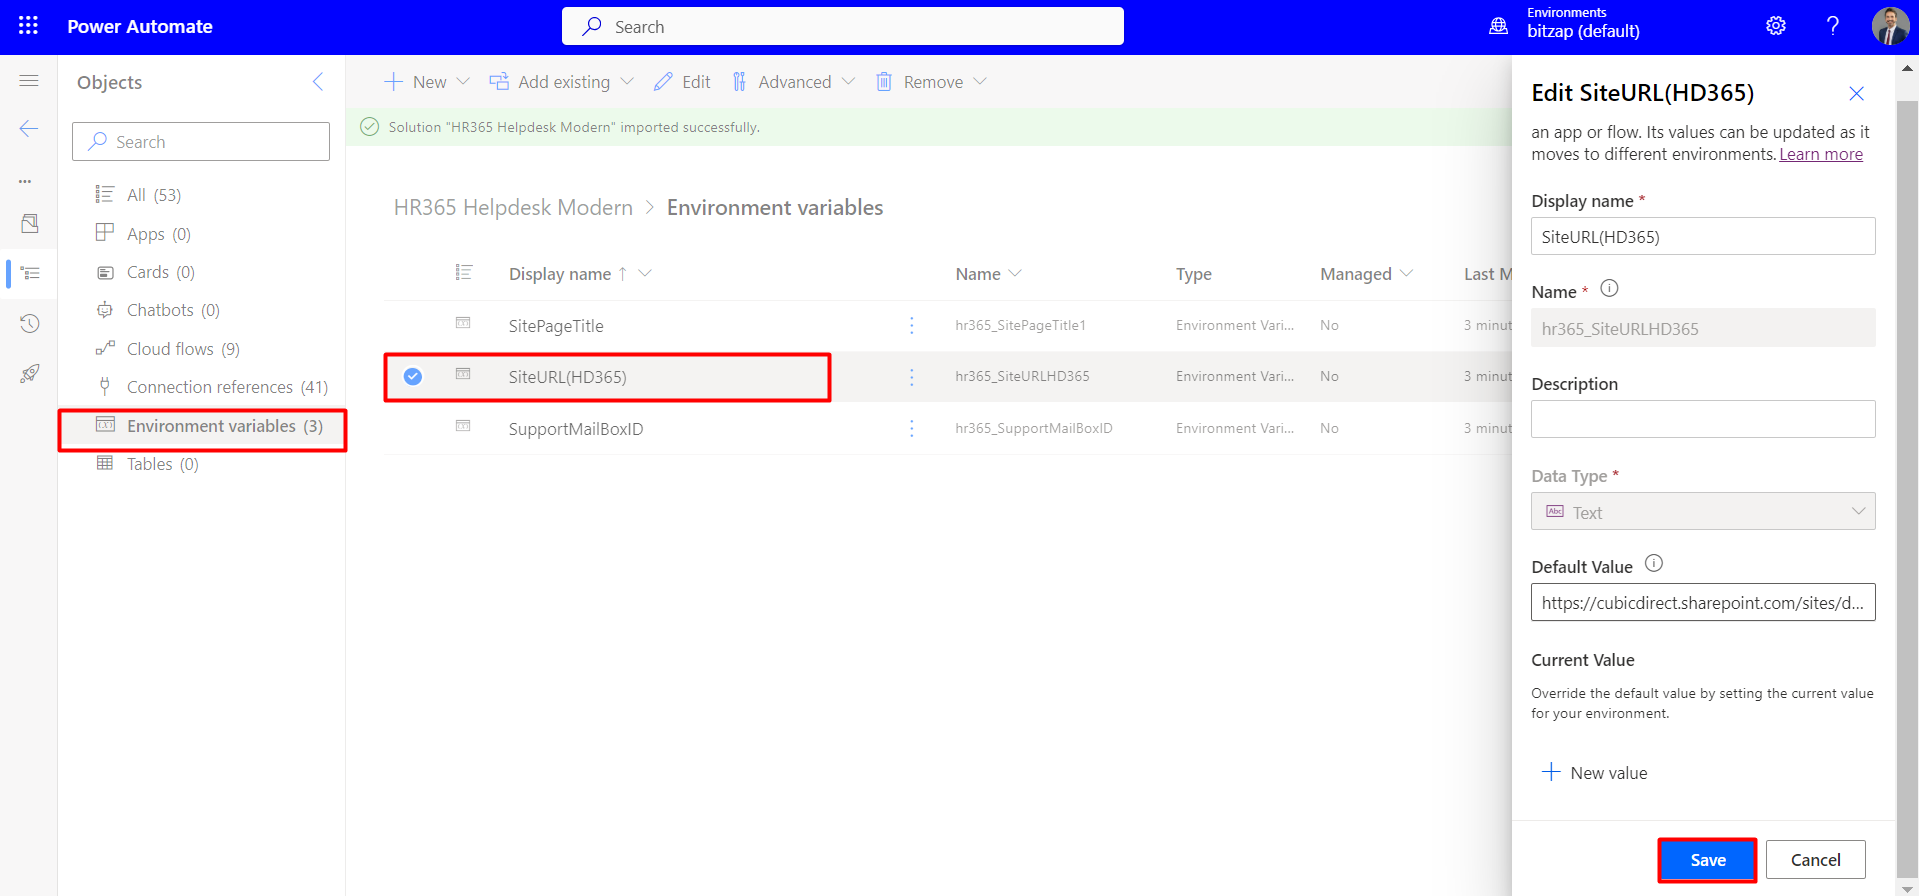 Power Automate
Search
Environments
bitzap (default)
Objects
New
Add existing
Edit
Advanced
Remove
Search
Solution "HR365 Helpdesk Modern" imported successfully.
All (53)
Apps (0)
Cards (0)
Chatbots (0)
Cloud flows (9)
Connection references (41)
Environment variables (3)
Tables (0)
HR365 Helpdesk Modern > Environment variables
Display name ↑ Name Type Managed Last M
SitePageTitle hr365_SitePageTitle1 Environment Vari... No 3 minut
SiteURL(HD365) hr365_SiteURLHD365 Environment Vari... No 3 minut
SupportMailBoxID hr365_SupportMailBoxID Environment Vari... No 3 minut
Edit SiteURL(HD365)
an app or flow. Its values can be updated as it
moves to different environments. Learn more
Display name *
SiteURL(HD365)
Name *
hr365_SiteURLHD365
Description
Data Type *
Abc Text
Default Value
https://cubicdirect.sharepoint.com/sites/d...
Current Value
Override the default value by setting the current value
for your environment.
New value
Save
Cancel